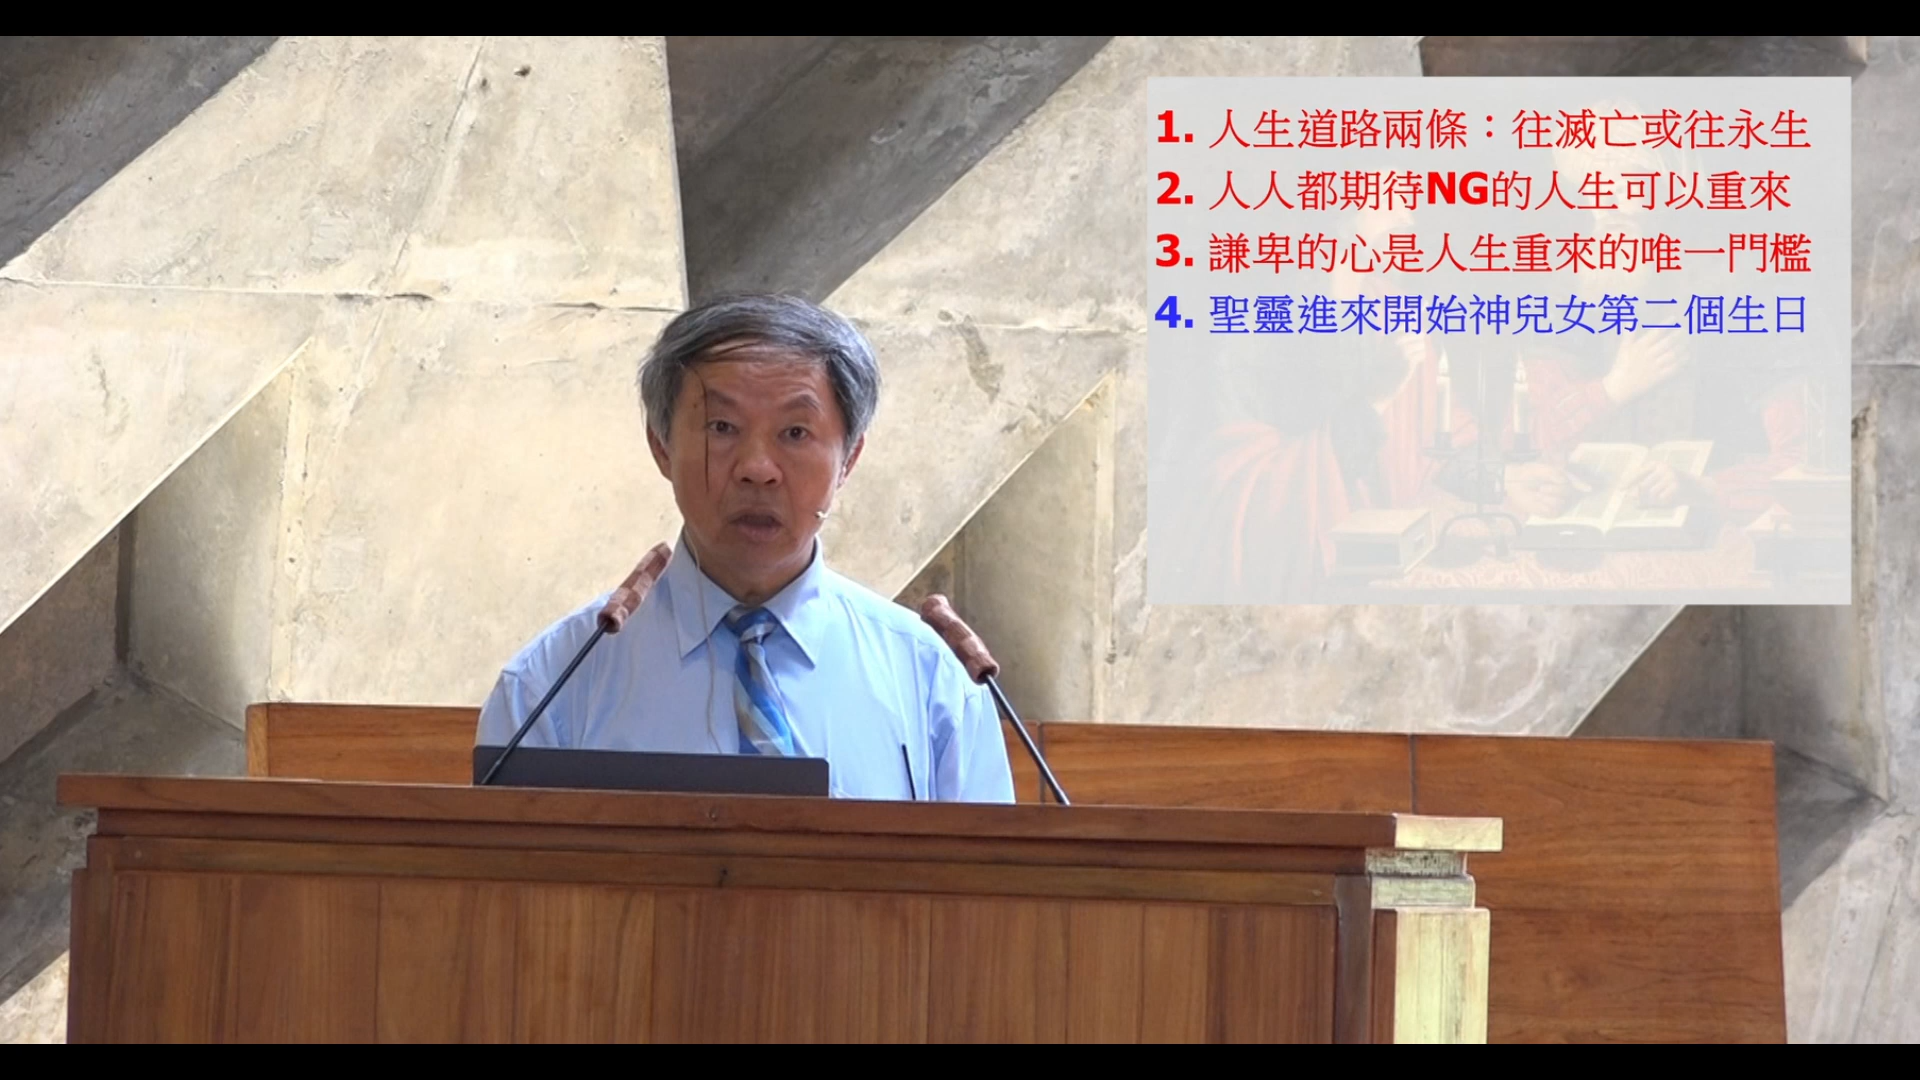 1. 人生道路兩條：往滅亡或往永生
2. 人人都期待NG的人生可以重來
3. 謙卑的心是人生重來的唯一門檻
4. 聖靈進來開始神兒女第二個生日